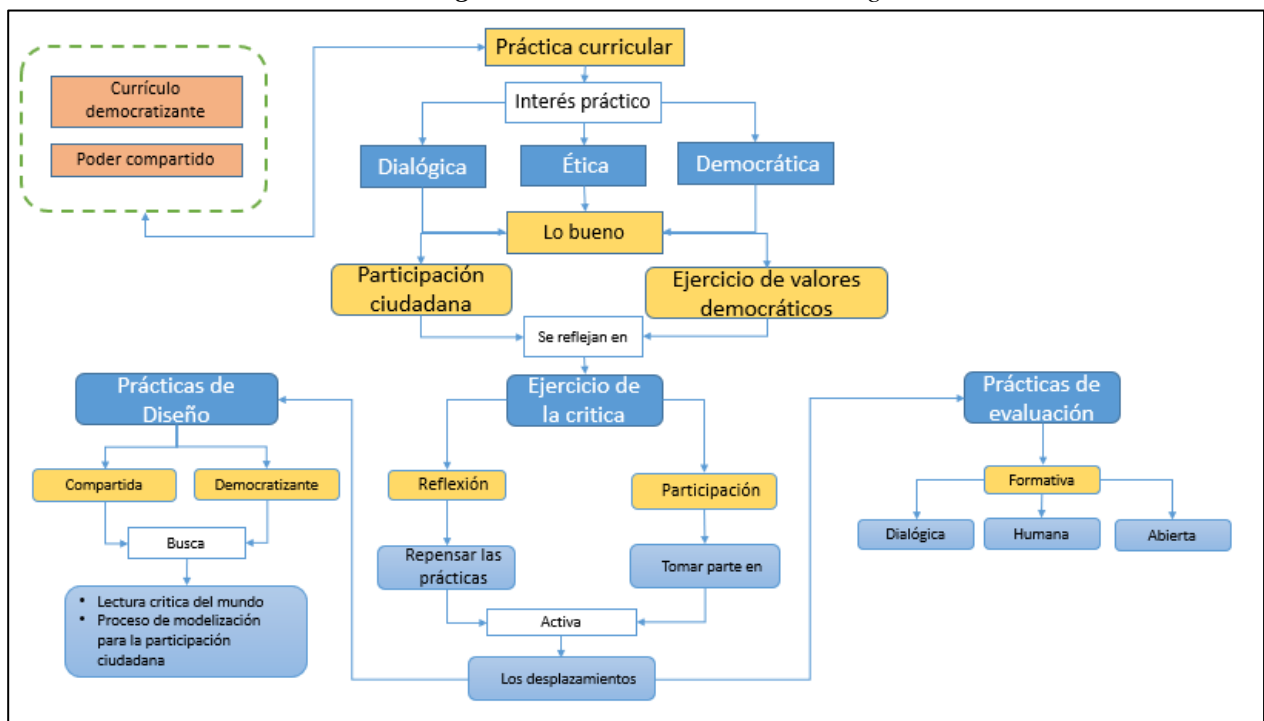 Práctica curricular
Currículo
democratizante
Poder compartido
Interés práctico
Dialógica
Ética
Democrática
Lo bueno
Participación
ciudadana
Ejercicio de valores
democráticos
Se reflejan en
Prácticas de
Diseño
Ejercicio de
la critica
Prácticas de
evaluación
Compartida
Democratizante
Reflexión
Participación
Formativa
Busca
Repensar las
prácticas
Tomar parte en
Dialógica
Humana
Abierta
• Lectura critica del mundo
• Proceso de modelización
para la participación
ciudadana
Activa
Los desplazamientos